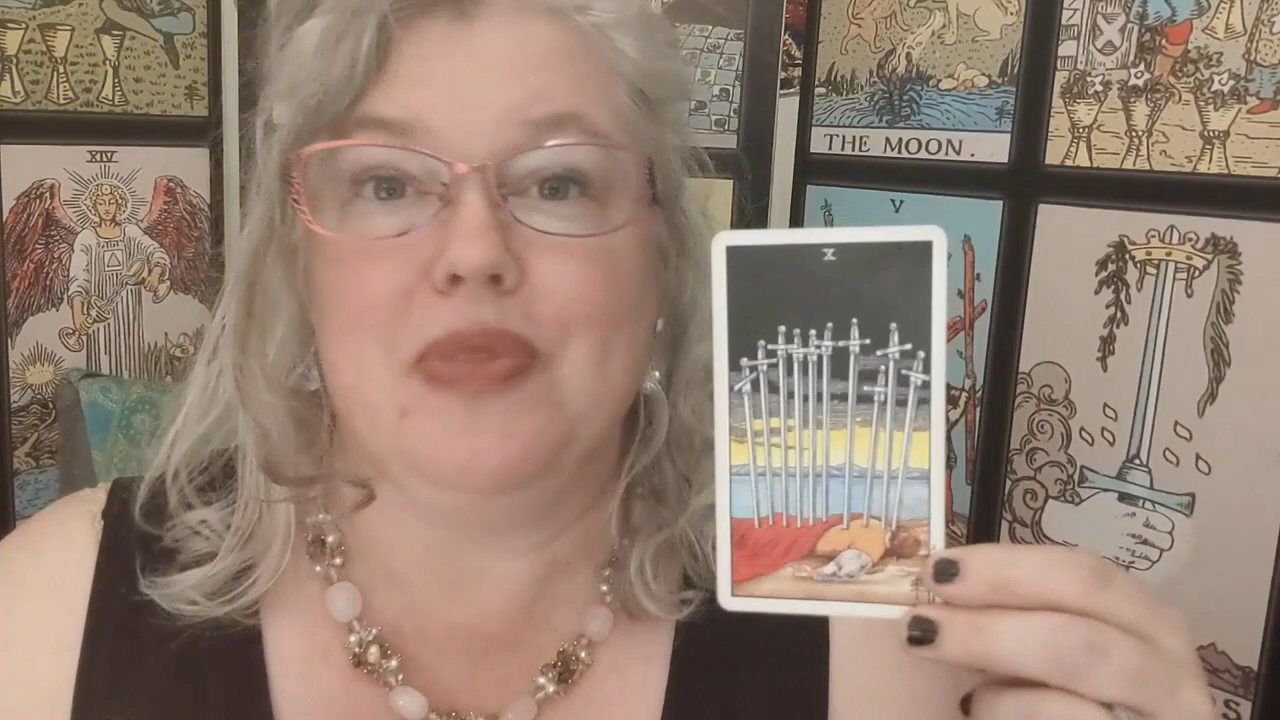 XIV
THE MOON.
V
X
S